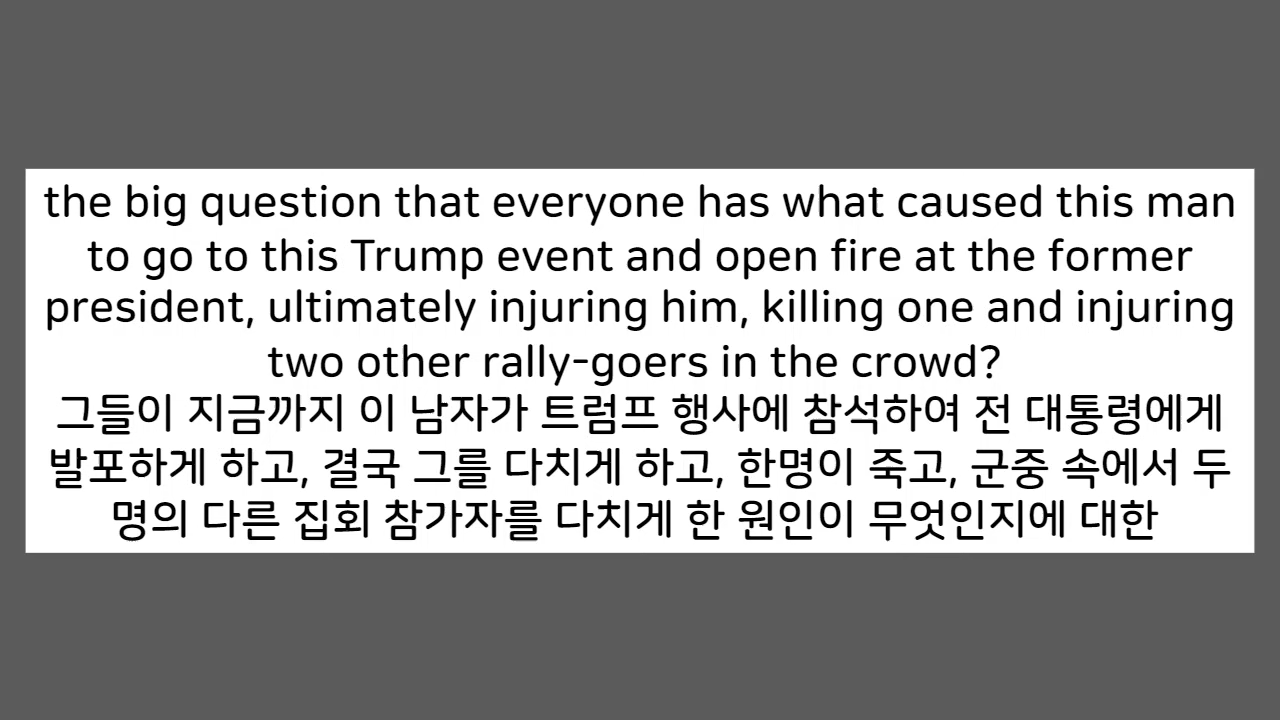 the big question that everyone has what caused this man
to go to this Trump event and open fire at the former
president, ultimately injuring him, killing one and injuring
two other rally-goers in the crowd?
그들이 지금까지 이 남자가 트럼프 행사에 참석하여 전 대통령에게
발포하게 하고, 결국 그를 다치게 하고, 한명이 죽고, 군중 속에서 두
명의 다른 집회 참가자를 다치게 한 원인이 무엇인지에 대한